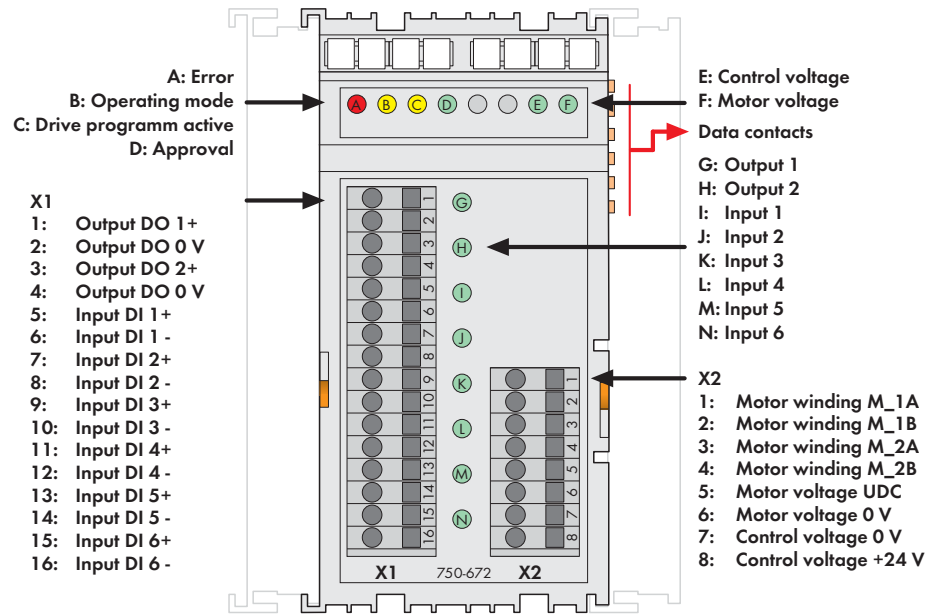 A: Error
B: Operating mode
C: Drive programm active
D: Approval
A B C D E F
E: Control voltage
F: Motor voltage
Data contacts
G: Output 1
H: Output 2
I: Input 1
J: Input 2
K: Input 3
L: Input 4
M: Input 5
N: Input 6
X1
1: Output DO 1+
2: Output DO 0 V
3: Output DO 2+
4: Output DO 0 V
5: Input DI 1+
6: Input DI 1 -
7: Input DI 2+
8: Input DI 2 -
9: Input DI 3+
10: Input DI 3 -
11: Input DI 4+
12: Input DI 4 -
13: Input DI 5+
14: Input DI 5 -
15: Input DI 6+
16: Input DI 6 -
1
2
3
4
5
6
7
8
9
10
11
12
13
14
15
16
G
H
I
J
K
L
M
N
1
2
3
4
5
6
7
8
X2
1: Motor winding M_1A
2: Motor winding M_1B
3: Motor winding M_2A
4: Motor winding M_2B
5: Motor voltage UDC
6: Motor voltage 0 V
7: Control voltage 0 V
8: Control voltage +24 V
X1 750-672 X2